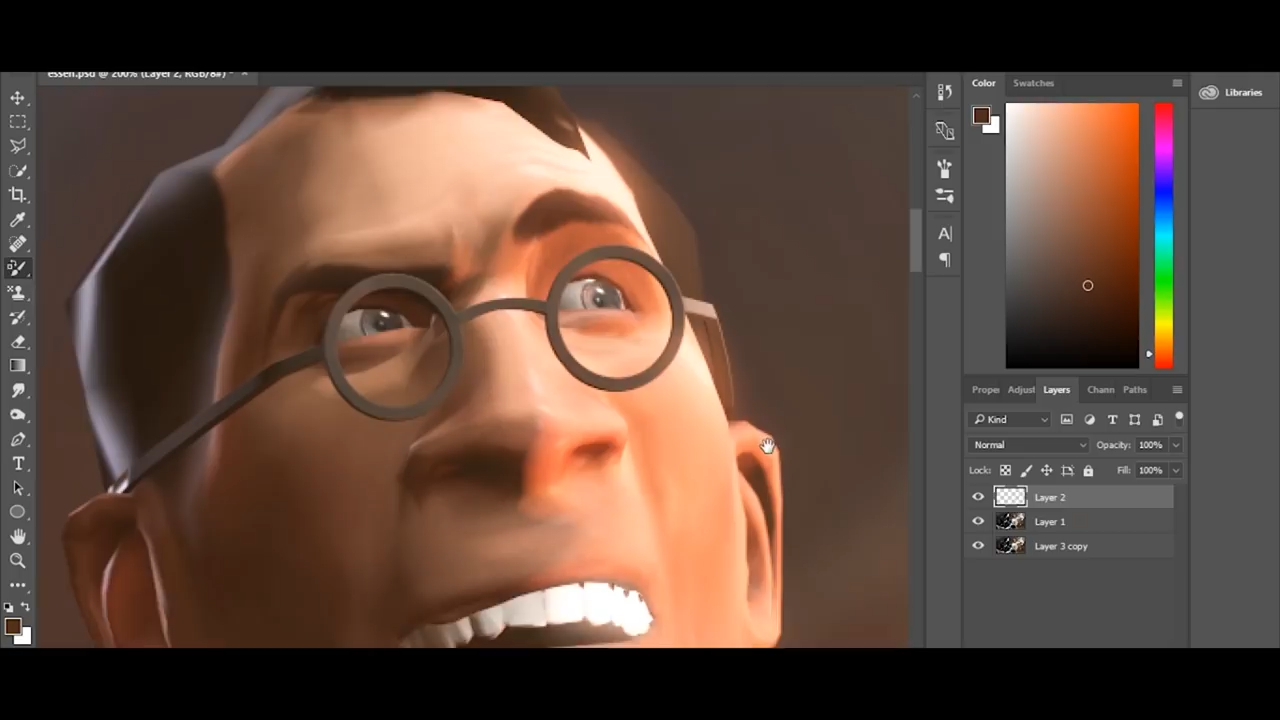 essen.psd @ 200% (Layer 2, RGB/8#) * ×
Color
Swatches
Libraries
Proper
Adjust
Layers
Chann
Paths
Kind
Normal
Opacity: 100%
Lock:
Fill: 100%
Layer 2
Layer 1
Layer 3 copy